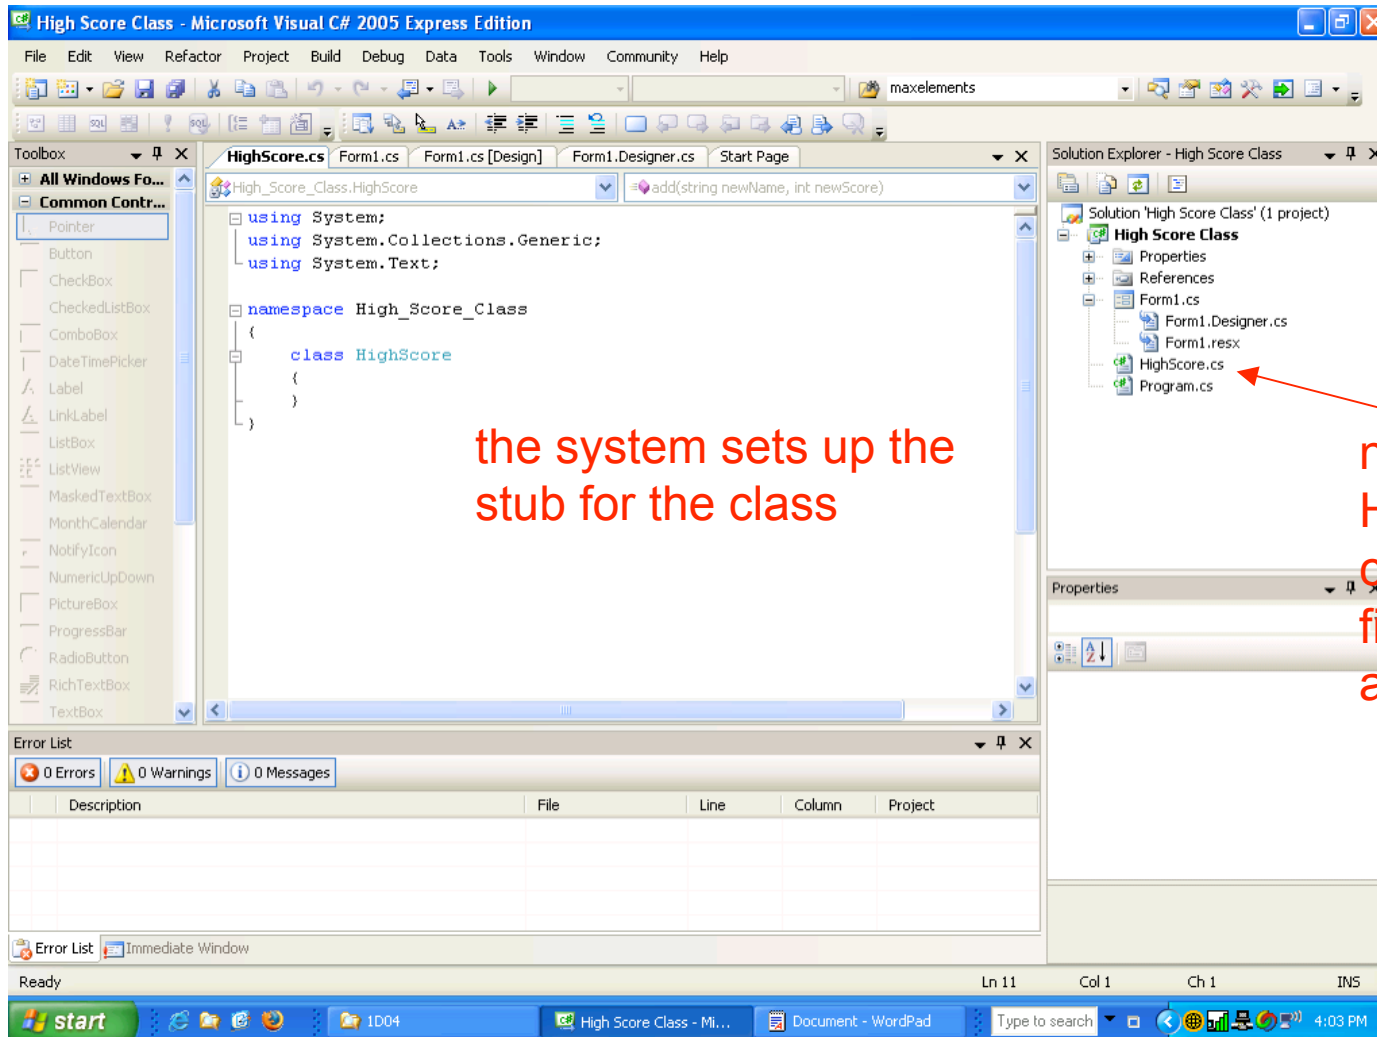 High Score Class - Microsoft Visual C# 2005 Express Edition
File Edit View Refactor Project Build Debug Data Tools Window Community Help
maxelements
Toolbox
HighScore.cs Form1.cs Form1.cs [Design] Form1.Designer.cs Start Page
Solution Explorer - High Score Class
All Windows Fo...
Common Contr...
Pointer
Button
CheckBox
CheckedListBox
ComboBox
DateTimePicker
Label
LinkLabel
ListBox
ListView
MaskedTextBox
MonthCalendar
NotifyIcon
NumericUpDown
PictureBox
ProgressBar
RadioButton
RichTextBox
TextBox
High_Score_Class.HighScore
add(string newName, int newScore)
using System;
using System.Collections.Generic;
using System.Text;
namespace High_Score_Class
{
class HighScore
{
}
}
the system sets up the
stub for the class
Solution 'High Score Class' (1 project)
High Score Class
Properties
References
Form1.cs
Form1.Designer.cs
Form1.resx
HighScore.cs
Program.cs
Properties
Error List
0 Errors 0 Warnings 0 Messages
Description File Line Column Project
Error List Immediate Window
Ready Ln 11 Col 1 Ch 1 INS
start 1D04 High Score Class - Mi... Document - WordPad Type to search 4:03 PM